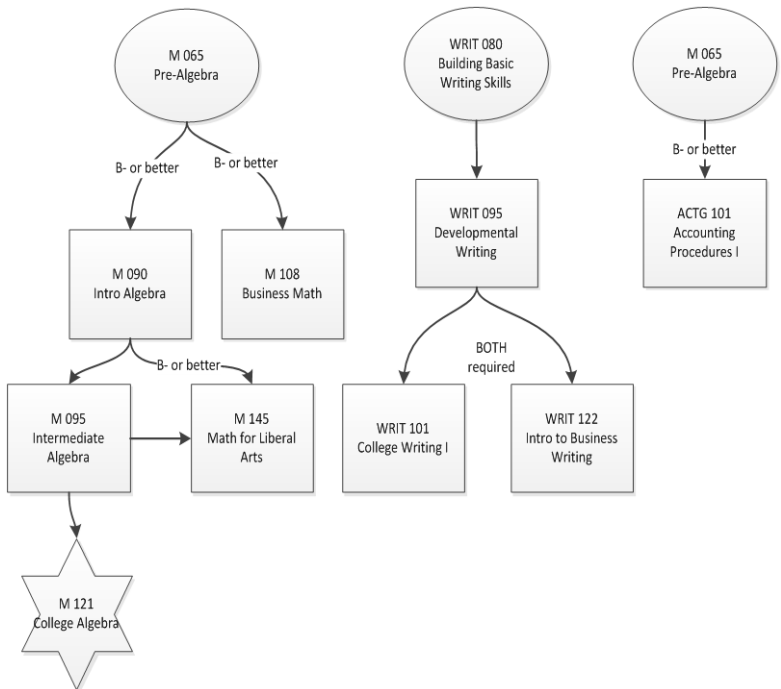 M 065
Pre-Algebra
WRIT 080
Building Basic
Writing Skills
M 065
Pre-Algebra
B- or better
B- or better
B- or better
M 090
Intro Algebra
M 108
Business Math
WRIT 095
Developmental
Writing
ACTG 101
Accounting
Procedures I
B- or better
BOTH
required
M 095
Intermediate
Algebra
M 145
Math for Liberal
Arts
WRIT 101
College Writing I
WRIT 122
Intro to Business
Writing
M 121
College Algebra